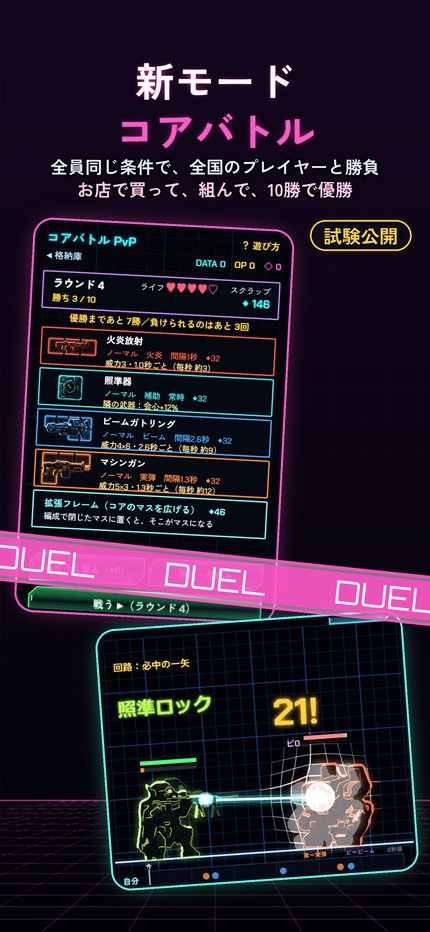 新モード
コアバトル
全員同じ条件で、全国のプレイヤーと勝負
お店で買って、組んで、10勝で優勝
試験公開
コアバトル PvP
? 遊び方
◀ 格納庫
DATA 0 OP 0 ◇ 0
ラウンド 4
ライフ ♥♥♥♥♡
スクラップ
勝ち 3 / 10
◆ 146
優勝まであと 7勝／負けられるのはあと 3回
火炎放射
ノーマル 火炎 間隔1秒 ◆32
威力3・1.0秒ごと（毎秒 約3）
照準器
ノーマル 補助 常時 ◆32
隣の武器：会心+12%
ビームガトリング
ノーマル ビーム 間隔2.6秒 ◆32
威力4×6・2.6秒ごと（毎秒 約9）
マシンガン
ノーマル 実弾 間隔1.3秒 ◆32
威力5×3・1.3秒ごと（毎秒 約12）
拡張フレーム（コアのマスを広げる） ◆46
編成で閉じたマスに置くと、そこがマスになる
DUEL
DUEL
DUEL
戦う ▶（ラウンド 4）
回路：必中の一矢
照準ロック
21!
ピロ
6秒後
自分